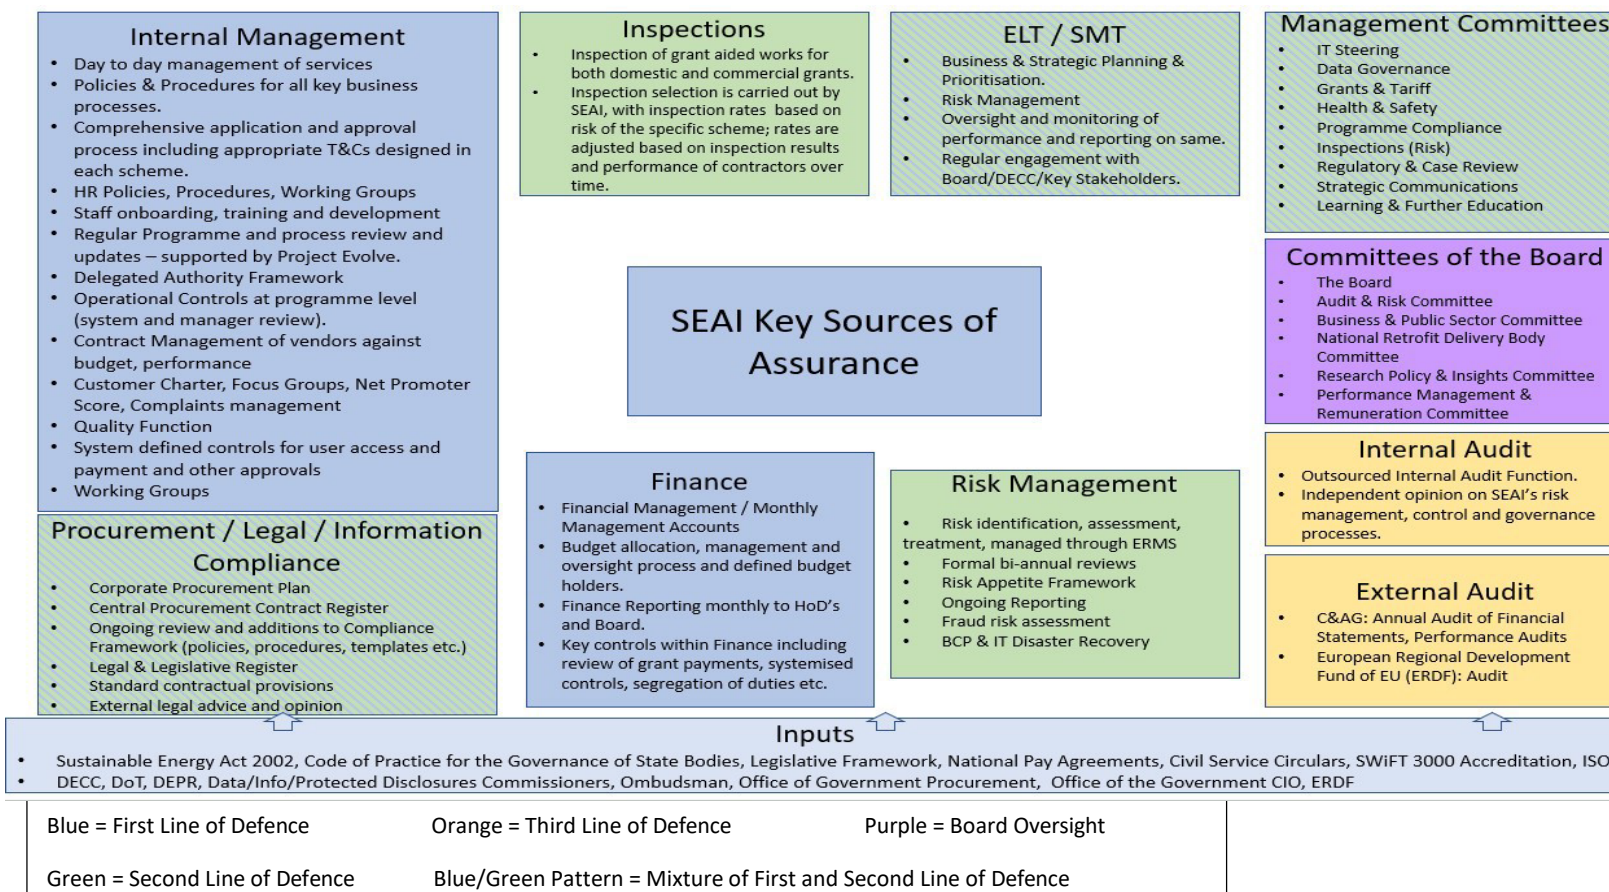 Internal Management
• Day to day management of services
• Policies & Procedures for all key business
processes.
• Comprehensive application and approval
process including appropriate T&Cs designed in
each scheme.
• HR Policies, Procedures, Working Groups
• Staff onboarding, training and development
• Regular Programme and process review and
updates – supported by Project Evolve.
• Delegated Authority Framework
• Operational Controls at programme level
(system and manager review).
• Contract Management of vendors against
budget, performance
• Customer Charter, Focus Groups, Net Promoter
Score, Complaints management
• Quality Function
• System defined controls for user access and
payment and other approvals
• Working Groups
Procurement / Legal / Information
Compliance
• Corporate Procurement Plan
• Central Procurement Contract Register
• Ongoing review and additions to Compliance
Framework (policies, procedures, templates etc.)
• Legal & Legislative Register
• Standard contractual provisions
• External legal advice and opinion
Inspections
• Inspection of grant aided works for
both domestic and commercial grants.
• Inspection selection is carried out by
SEAI, with inspection rates based on
risk of the specific scheme; rates are
adjusted based on inspection results
and performance of contractors over
time.
ELT / SMT
• Business & Strategic Planning &
Prioritisation.
• Risk Management
• Oversight and monitoring of
performance and reporting on same.
• Regular engagement with
Board/DECC/Key Stakeholders.
SEAI Key Sources of
Assurance
Finance
• Financial Management / Monthly
Management Accounts
• Budget allocation, management and
oversight process and defined budget
holders.
• Finance Reporting monthly to HoD's
and Board.
• Key controls within Finance including
review of grant payments, systemised
controls, segregation of duties etc.
Risk Management
• Risk identification, assessment,
treatment, managed through ERMS
• Formal bi-annual reviews
• Risk Appetite Framework
• Ongoing Reporting
• Fraud risk assessment
• BCP & IT Disaster Recovery
Management Committees
• IT Steering
• Data Governance
• Grants & Tariff
• Health & Safety
• Programme Compliance
• Inspections (Risk)
• Regulatory & Case Review
• Strategic Communications
• Learning & Further Education
Committees of the Board
• The Board
• Audit & Risk Committee
• Business & Public Sector Committee
• National Retrofit Delivery Body
Committee
• Research Policy & Insights Committee
• Performance Management &
Remuneration Committee
Internal Audit
• Outsourced Internal Audit Function.
• Independent opinion on SEAI's risk
management, control and governance
processes.
External Audit
• C&AG: Annual Audit of Financial
Statements, Performance Audits
• European Regional Development
Fund of EU (ERDF): Audit
Inputs
• Sustainable Energy Act 2002, Code of Practice for the Governance of State Bodies, Legislative Framework, National Pay Agreements, Civil Service Circulars, SWiFT 3000 Accreditation, ISO
• DECC, DoT, DEPR, Data/Info/Protected Disclosures Commissioners, Ombudsman, Office of Government Procurement, Office of the Government CIO, ERDF
Blue = First Line of Defence Orange = Third Line of Defence Purple = Board Oversight
Green = Second Line of Defence Blue/Green Pattern = Mixture of First and Second Line of Defence